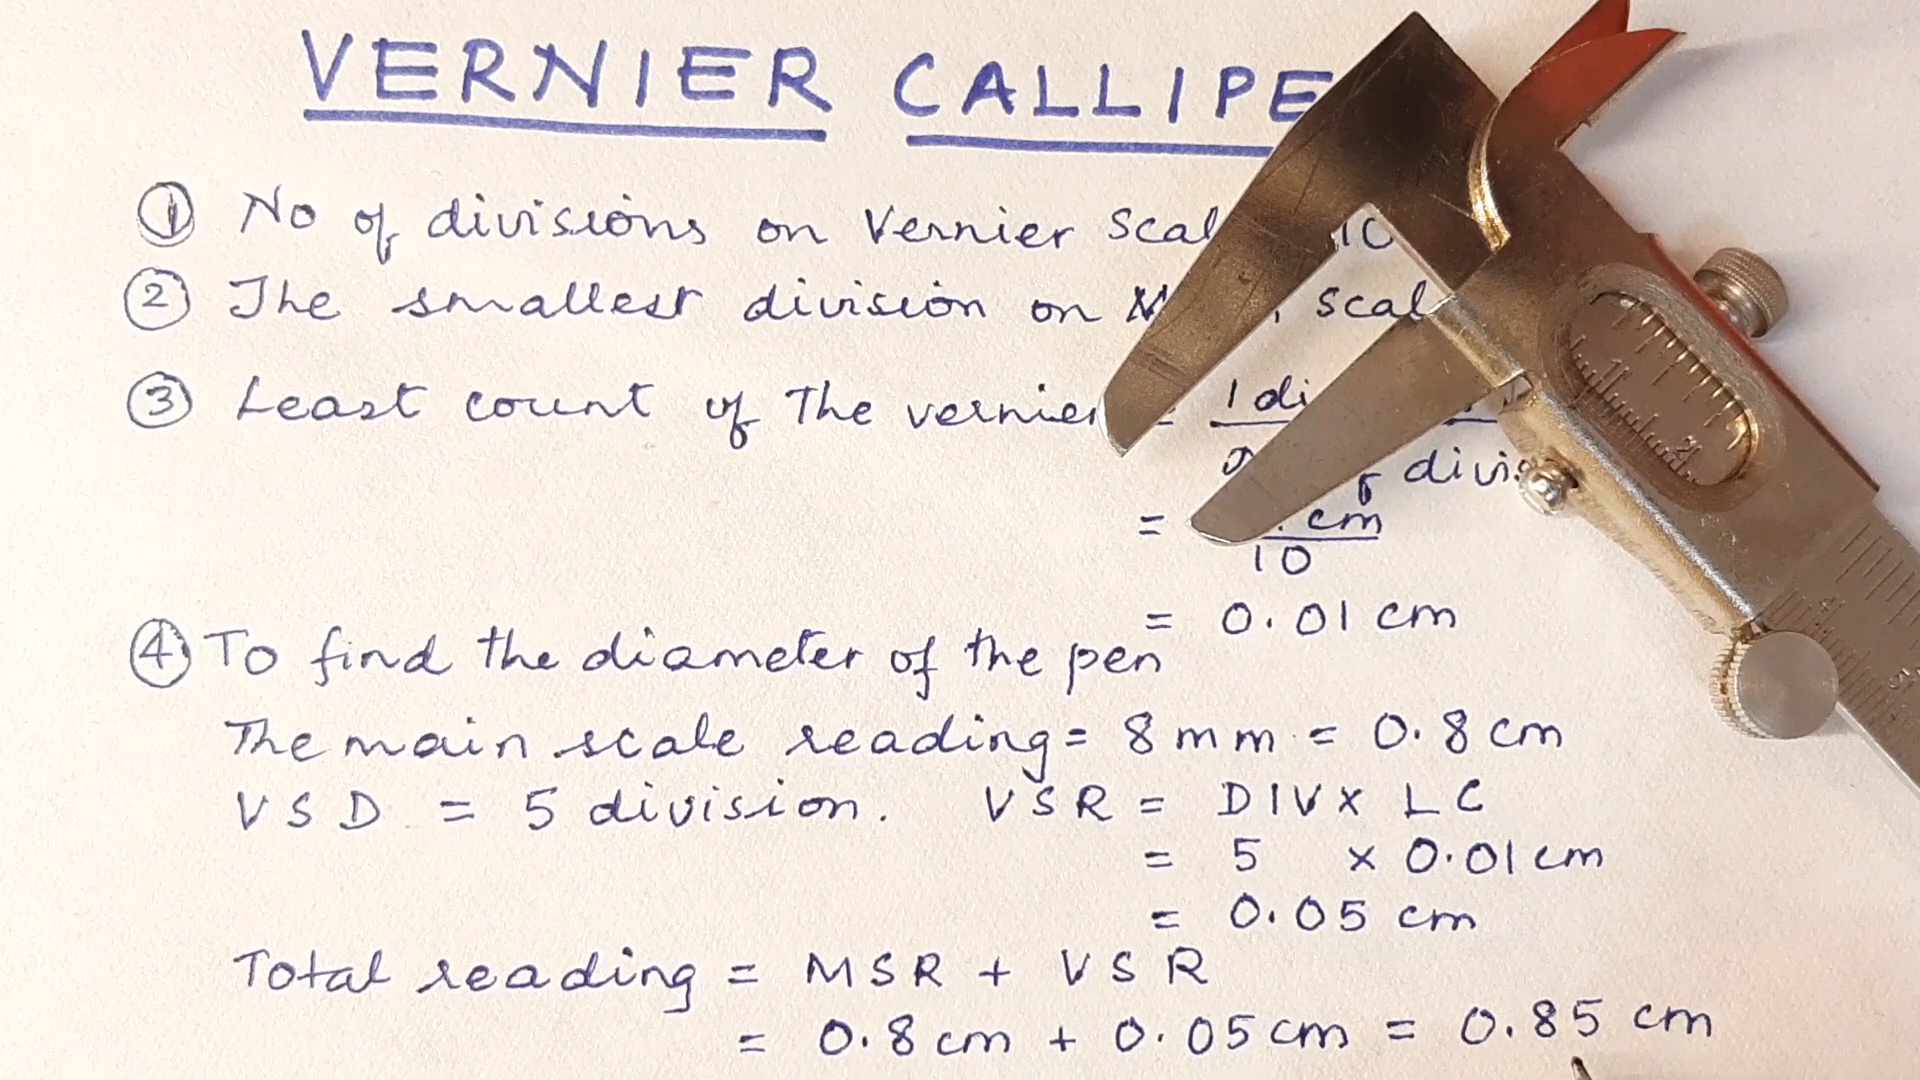 VERNIER CALLIPE
① No of divisions on Vernier Scal 10
② The smallest division on scal
③ Least count of The vernier = 1 di
divis
= cm
10
= 0.01 cm
④ To find the diameter of the pen
The main scale reading = 8 mm = 0.8 cm
VSD = 5 division. VSR = DIV X LC
= 5 x 0.01 cm
= 0.05 cm
Total reading = MSR + VSR
= 0.8 cm + 0.05 cm = 0.85 cm